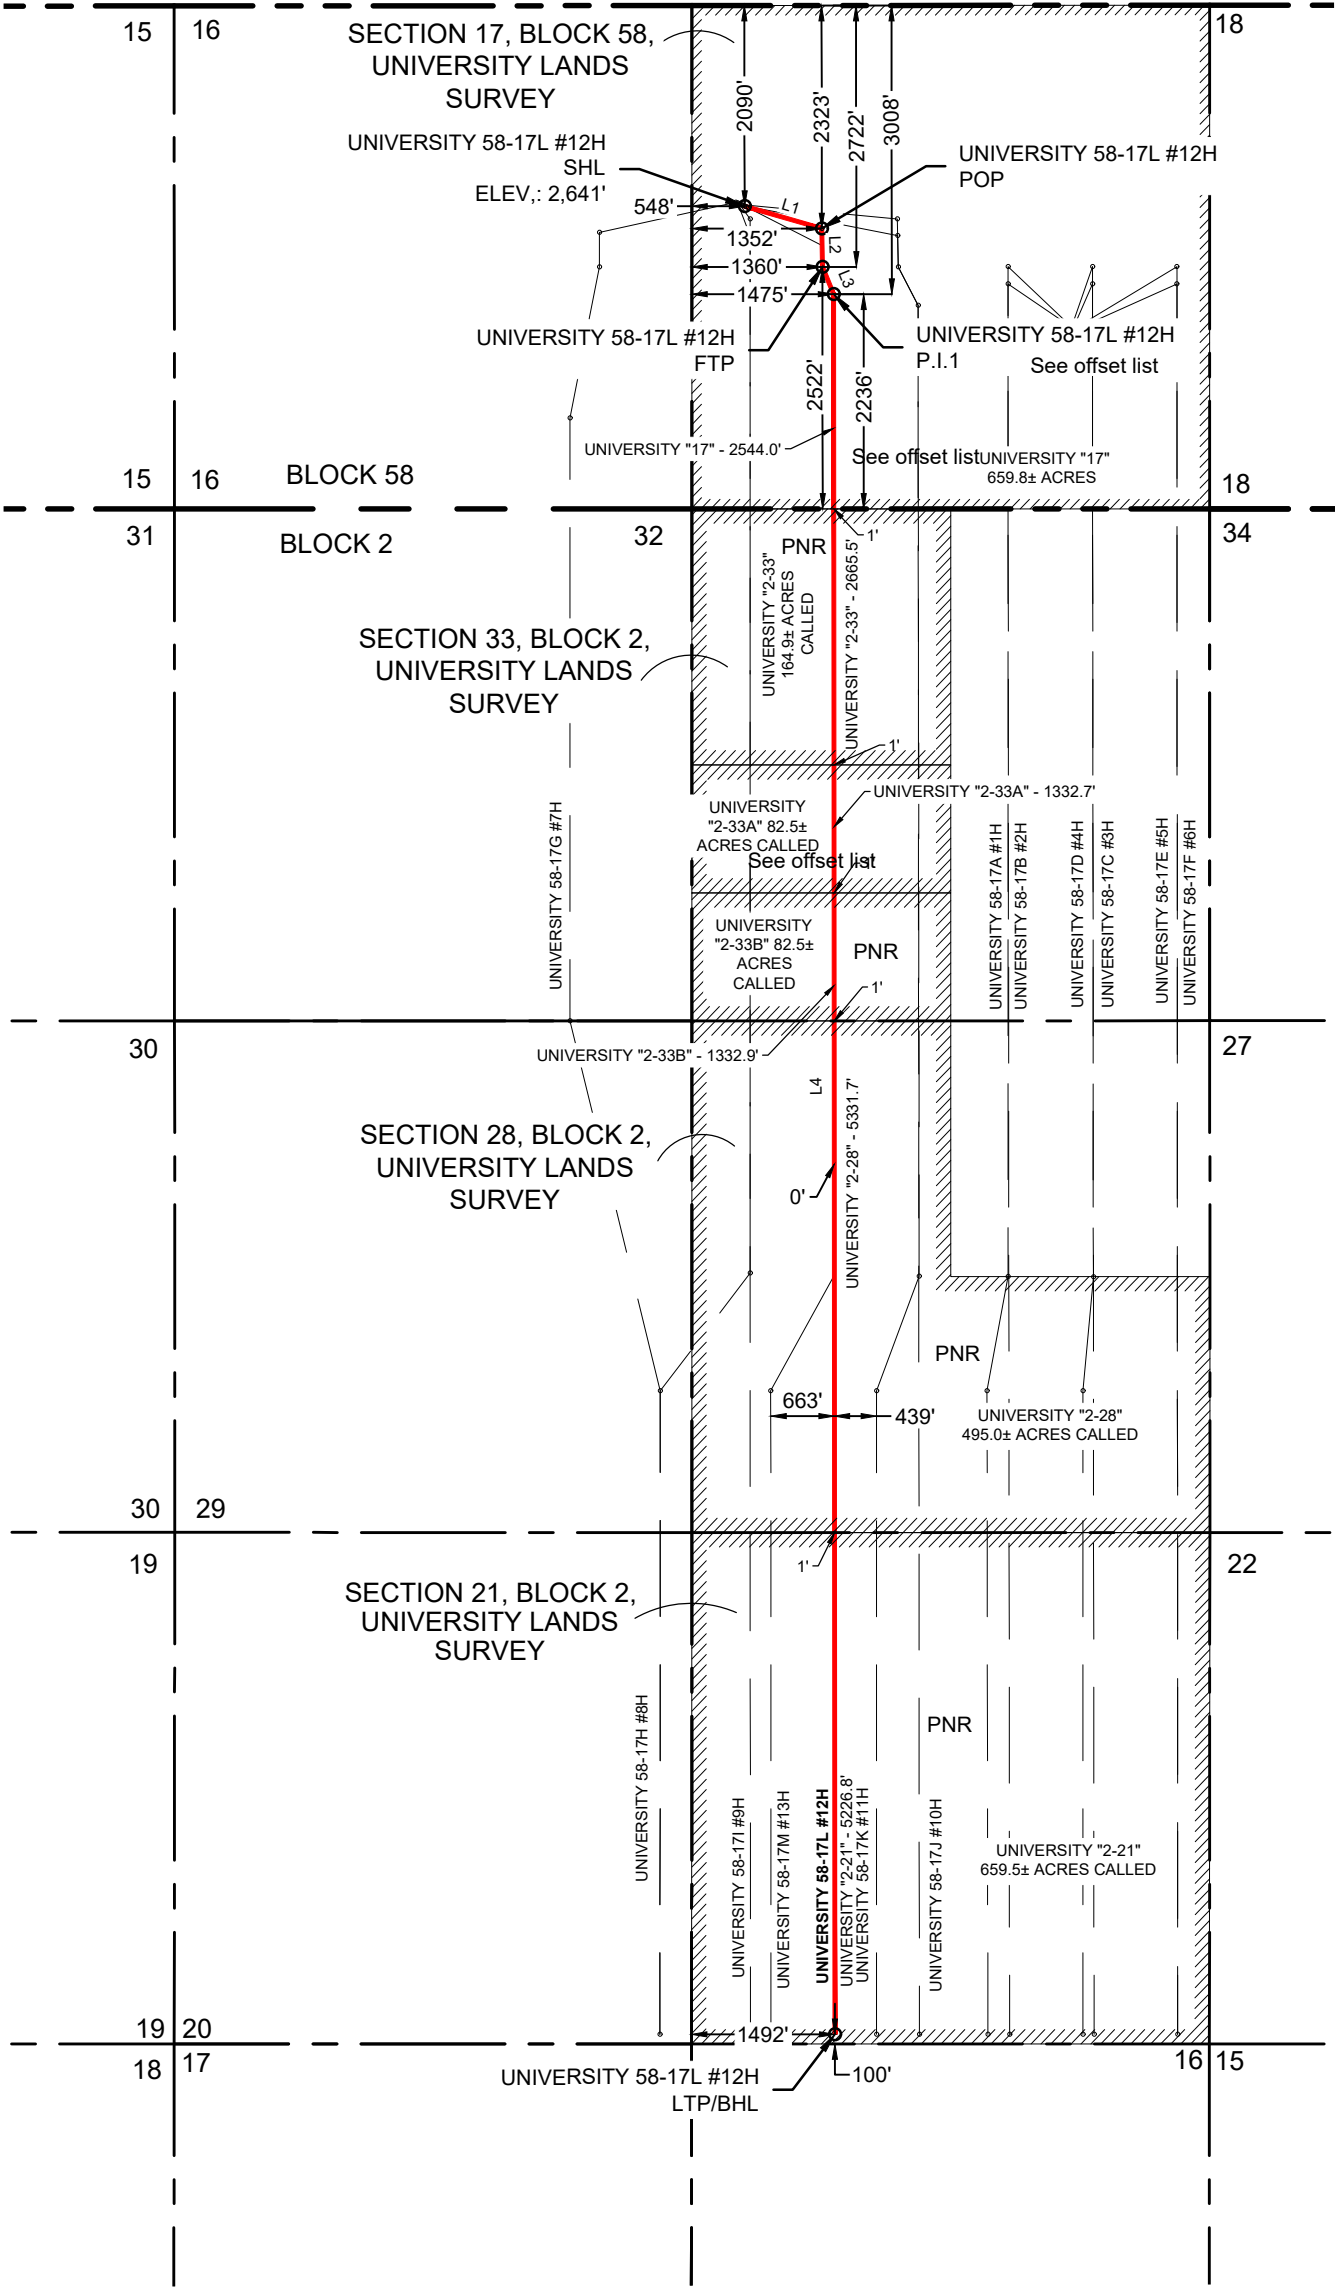 15
16
SECTION 17, BLOCK 58,
UNIVERSITY LANDS
SURVEY
18
2090'
2323'
2722'
3008'
UNIVERSITY 58-17L #12H
SHL
ELEV,: 2,641'
UNIVERSITY 58-17L #12H
POP
548'
L1
1352'
L2
1360'
L3
1475'
UNIVERSITY 58-17L #12H
FTP
UNIVERSITY 58-17L #12H
P.I.1
See offset list
2522'
2236'
UNIVERSITY "17" - 2544.0'
See offset list
UNIVERSITY "17"
659.8± ACRES
15
16
BLOCK 58
18
31
BLOCK 2
32
PNR
1'
34
UNIVERSITY "2-33"
164.9± ACRES
CALLED
UNIVERSITY "2-33" - 2665.5'
SECTION 33, BLOCK 2,
UNIVERSITY LANDS
SURVEY
1'
UNIVERSITY "2-33A" - 1332.7'
UNIVERSITY
"2-33A" 82.5±
ACRES CALLED
See offset list
1'
UNIVERSITY 58-17G #7H
UNIVERSITY 58-17A #1H
UNIVERSITY 58-17B #2H
UNIVERSITY 58-17D #4H
UNIVERSITY 58-17C #3H
UNIVERSITY 58-17E #5H
UNIVERSITY 58-17F #6H
UNIVERSITY
"2-33B" 82.5±
ACRES
CALLED
PNR
1'
30
UNIVERSITY "2-33B" - 1332.9'
27
L4
UNIVERSITY "2-28" - 5331.7'
SECTION 28, BLOCK 2,
UNIVERSITY LANDS
SURVEY
0'
PNR
663'
439'
UNIVERSITY "2-28"
495.0± ACRES CALLED
30
29
19
1'
22
SECTION 21, BLOCK 2,
UNIVERSITY LANDS
SURVEY
PNR
UNIVERSITY 58-17H #8H
UNIVERSITY 58-17I #9H
UNIVERSITY 58-17M #13H
UNIVERSITY 58-17L #12H
UNIVERSITY "2-21" - 5226.8'
UNIVERSITY 58-17K #11H
UNIVERSITY 58-17J #10H
UNIVERSITY "2-21"
659.5± ACRES CALLED
19
20
1492'
18
17
16
15
UNIVERSITY 58-17L #12H
LTP/BHL
100'